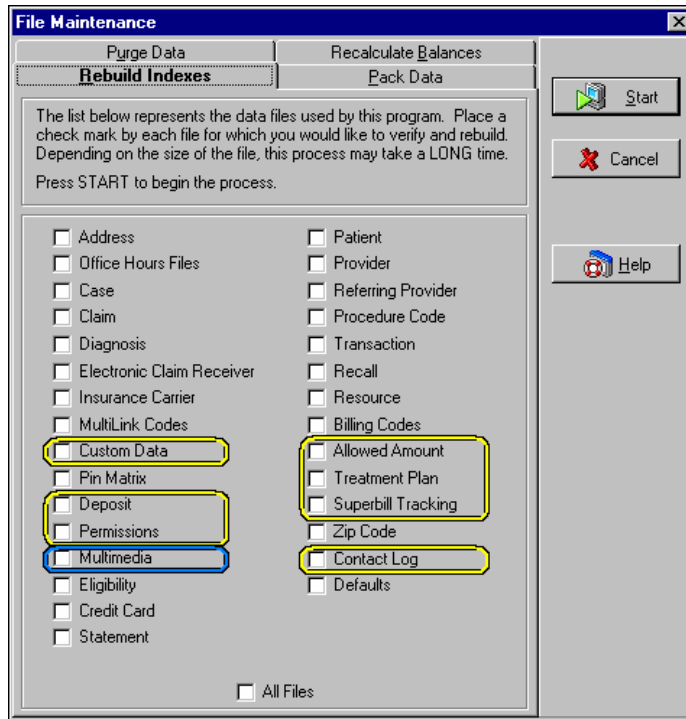 File Maintenance
Purge Data
Recalculate Balances
Rebuild Indexes
Pack Data
The list below represents the data files used by this program. Place a
check mark by each file for which you would like to verify and rebuild.
Depending on the size of the file, this process may take a LONG time.
Press START to begin the process.
Address
Office Hours Files
Case
Claim
Diagnosis
Electronic Claim Receiver
Insurance Carrier
MultiLink Codes
Custom Data
Pin Matrix
Deposit
Permissions
Multimedia
Eligibility
Credit Card
Statement
Patient
Provider
Referring Provider
Procedure Code
Transaction
Recall
Resource
Billing Codes
Allowed Amount
Treatment Plan
Superbill Tracking
Zip Code
Contact Log
Defaults
All Files
Start
Cancel
Help